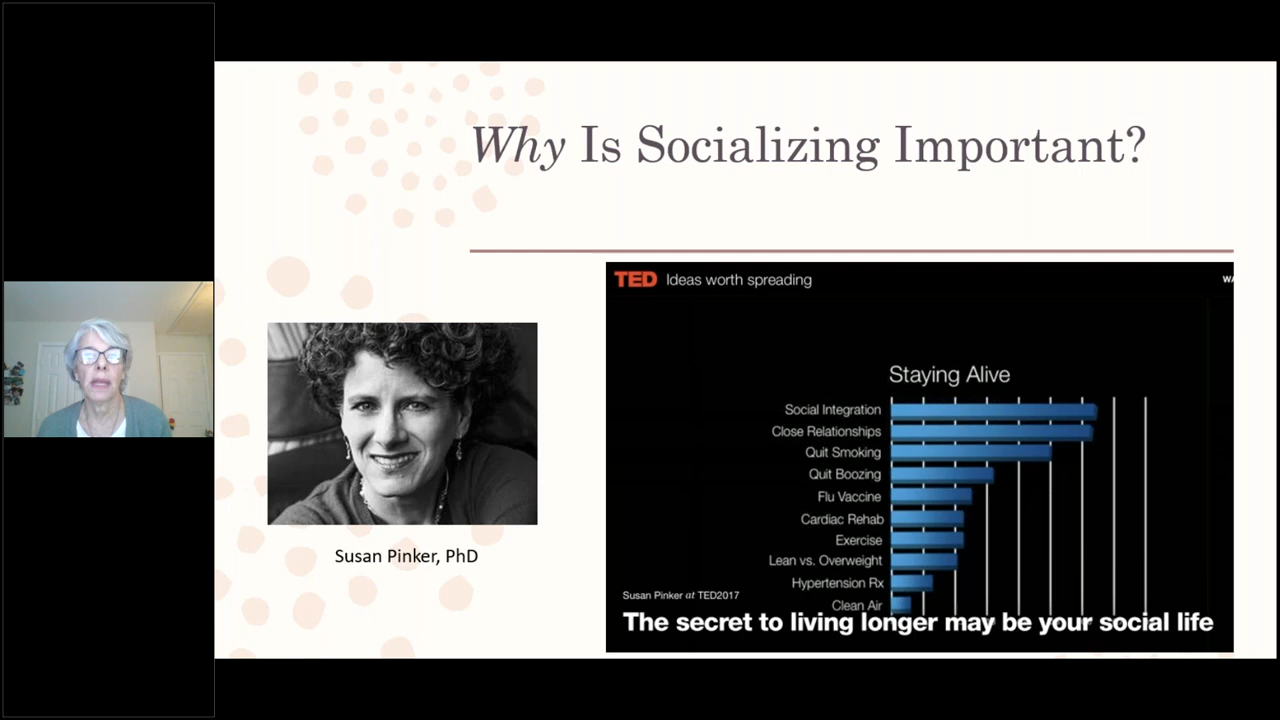 Why Is Socializing Important?
TED Ideas worth spreading
Staying Alive
Social Integration
Close Relationships
Quit Smoking
Quit Boozing
Flu Vaccine
Cardiac Rehab
Exercise
Lean vs. Overweight
Hypertension Rx
Clean Air
Susan Pinker at TED2017
The secret to living longer may be your social life
Susan Pinker, PhD